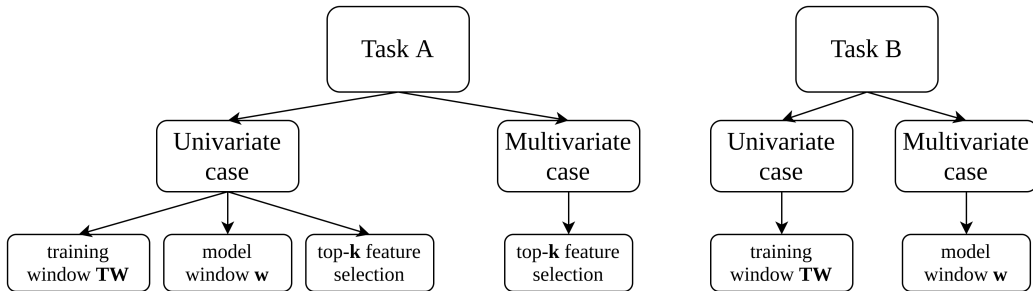 Task A
Task B
Univariate
case
Multivariate
case
Univariate
case
Multivariate
case
training
window TW
model
window w
top-k feature
selection
top-k feature
selection
training
window TW
model
window w